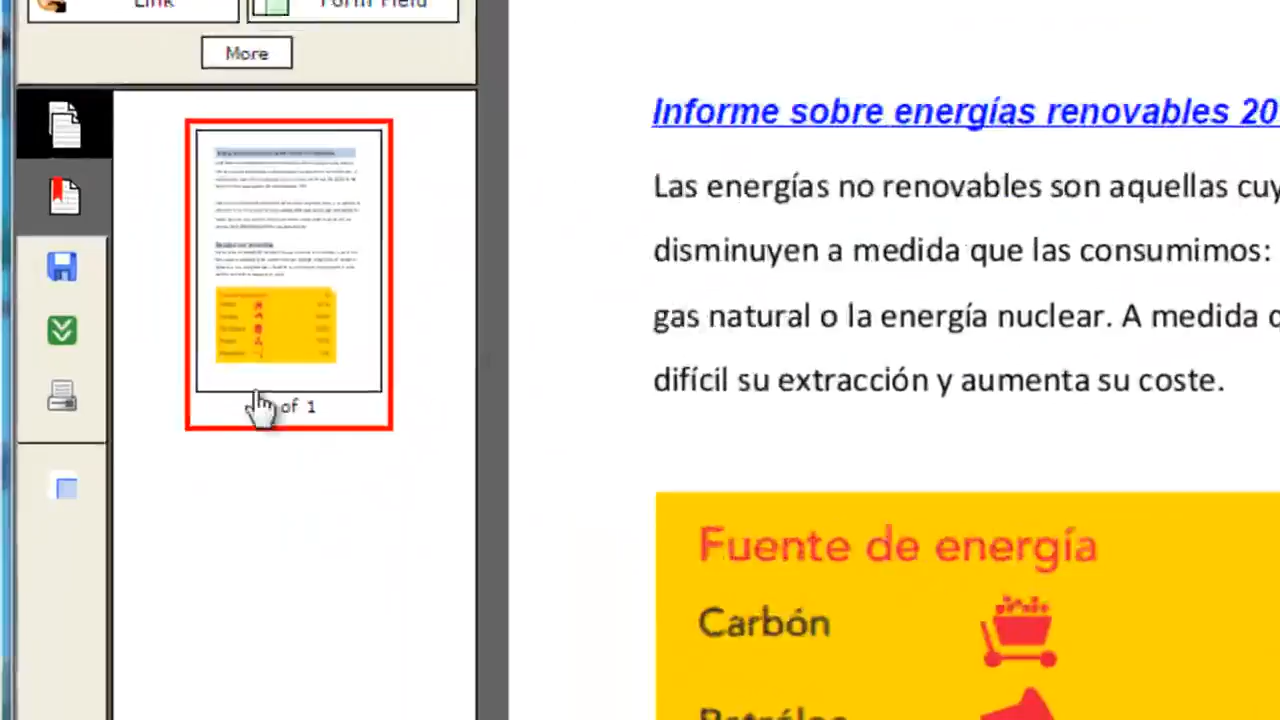 Link
Form Field
More
of 1
Informe sobre energías renovables 20
Las energías no renovables son aquellas cuy
disminuyen a medida que las consumimos:
gas natural o la energía nuclear. A medida
difícil su extracción y aumenta su coste.
Fuente de energía
Carbón